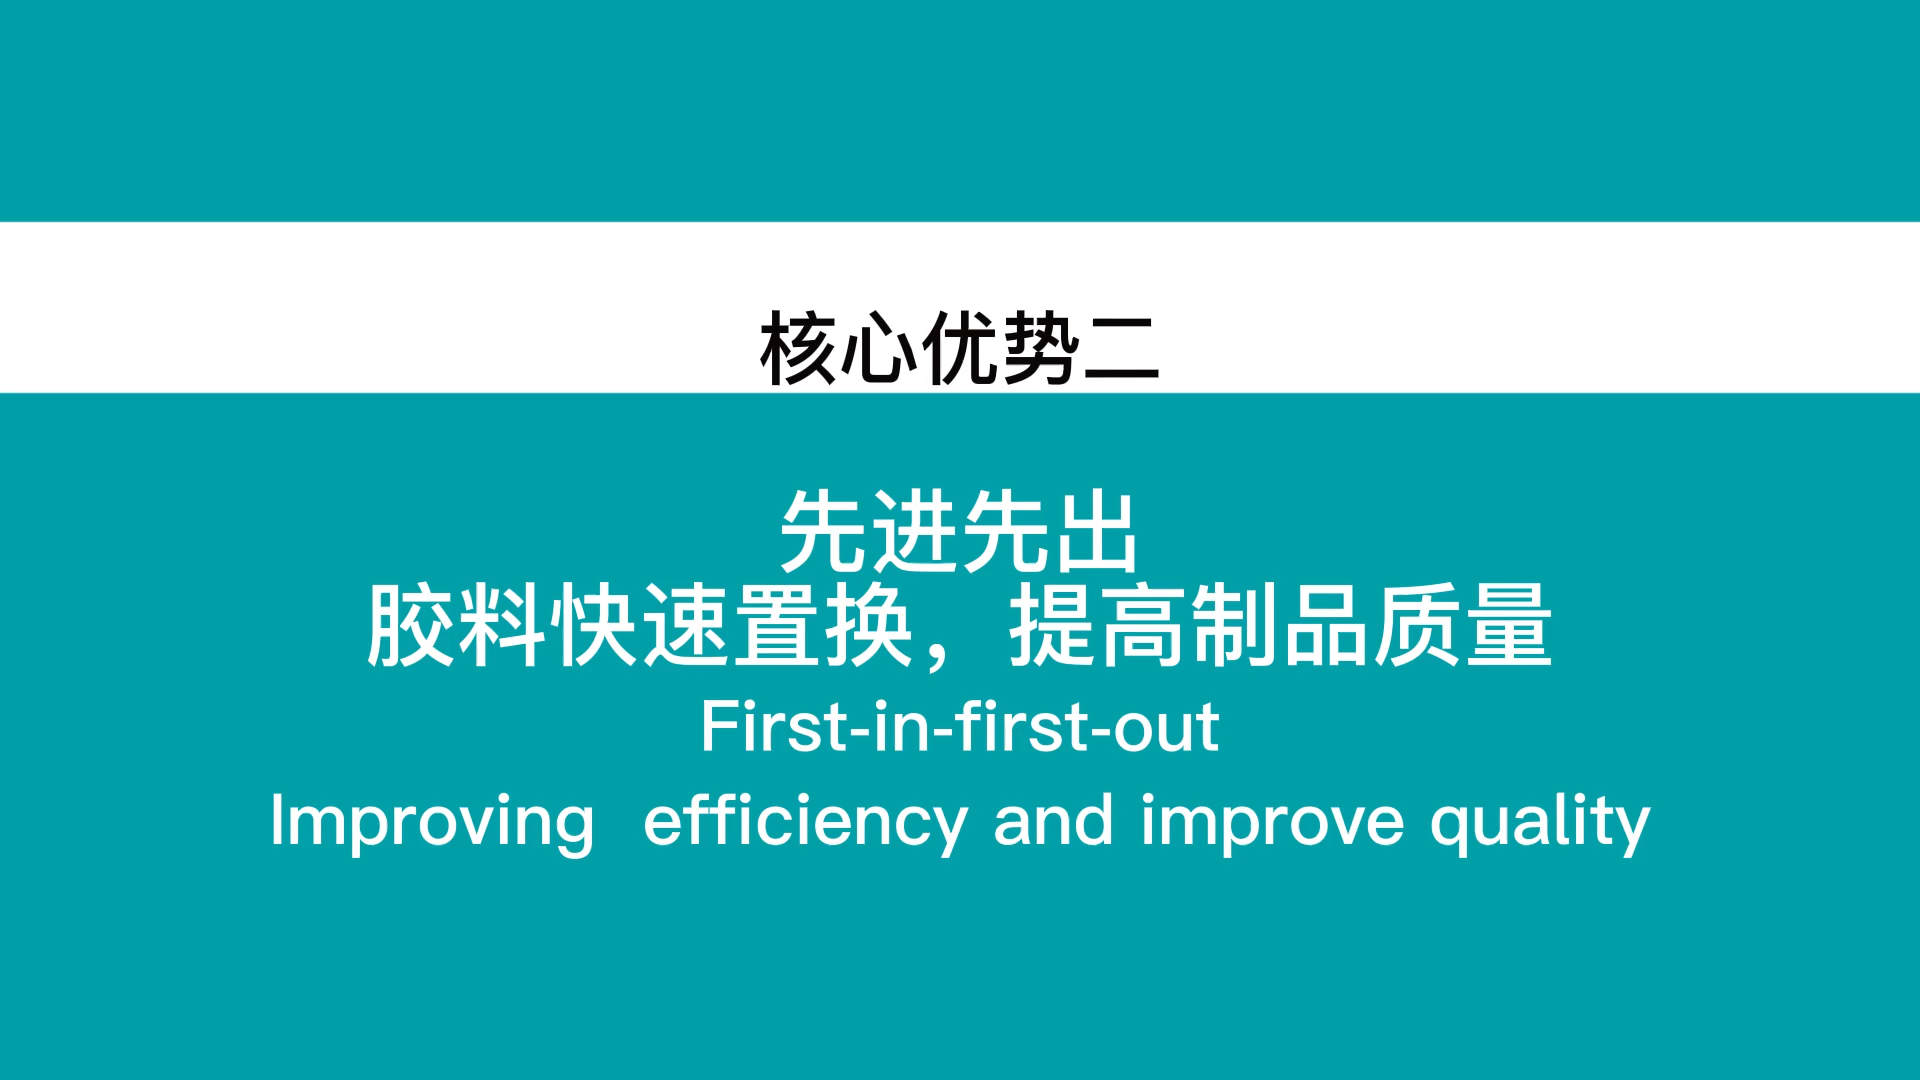 核心优势二
先进先出
胶料快速置换，提高制品质量
First-in-first-out
Improving  efficiency and improve quality